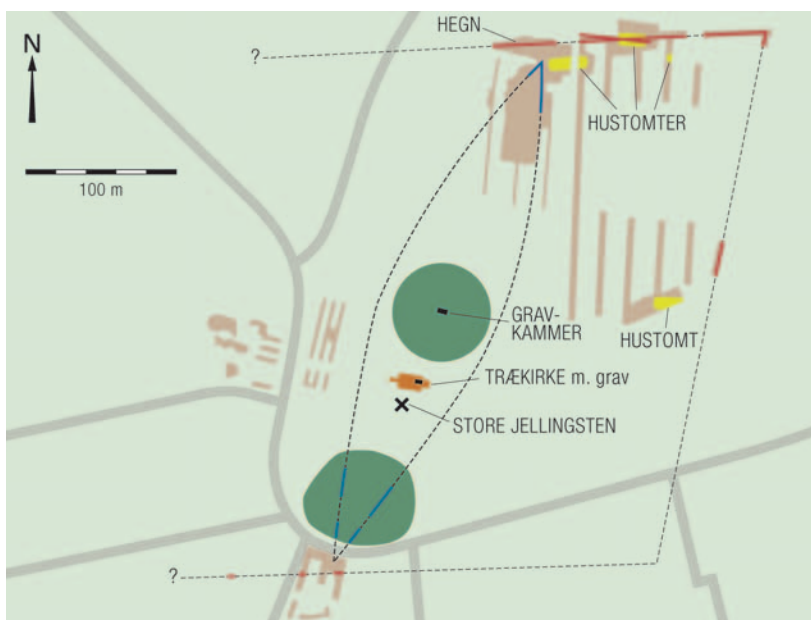 HEGN
N
?
HUSTOMTER
100 m
GRAV-
KAMMER
HUSTOMT
TRÆKIRKE m. grav
STORE JELLINGSTEN
?